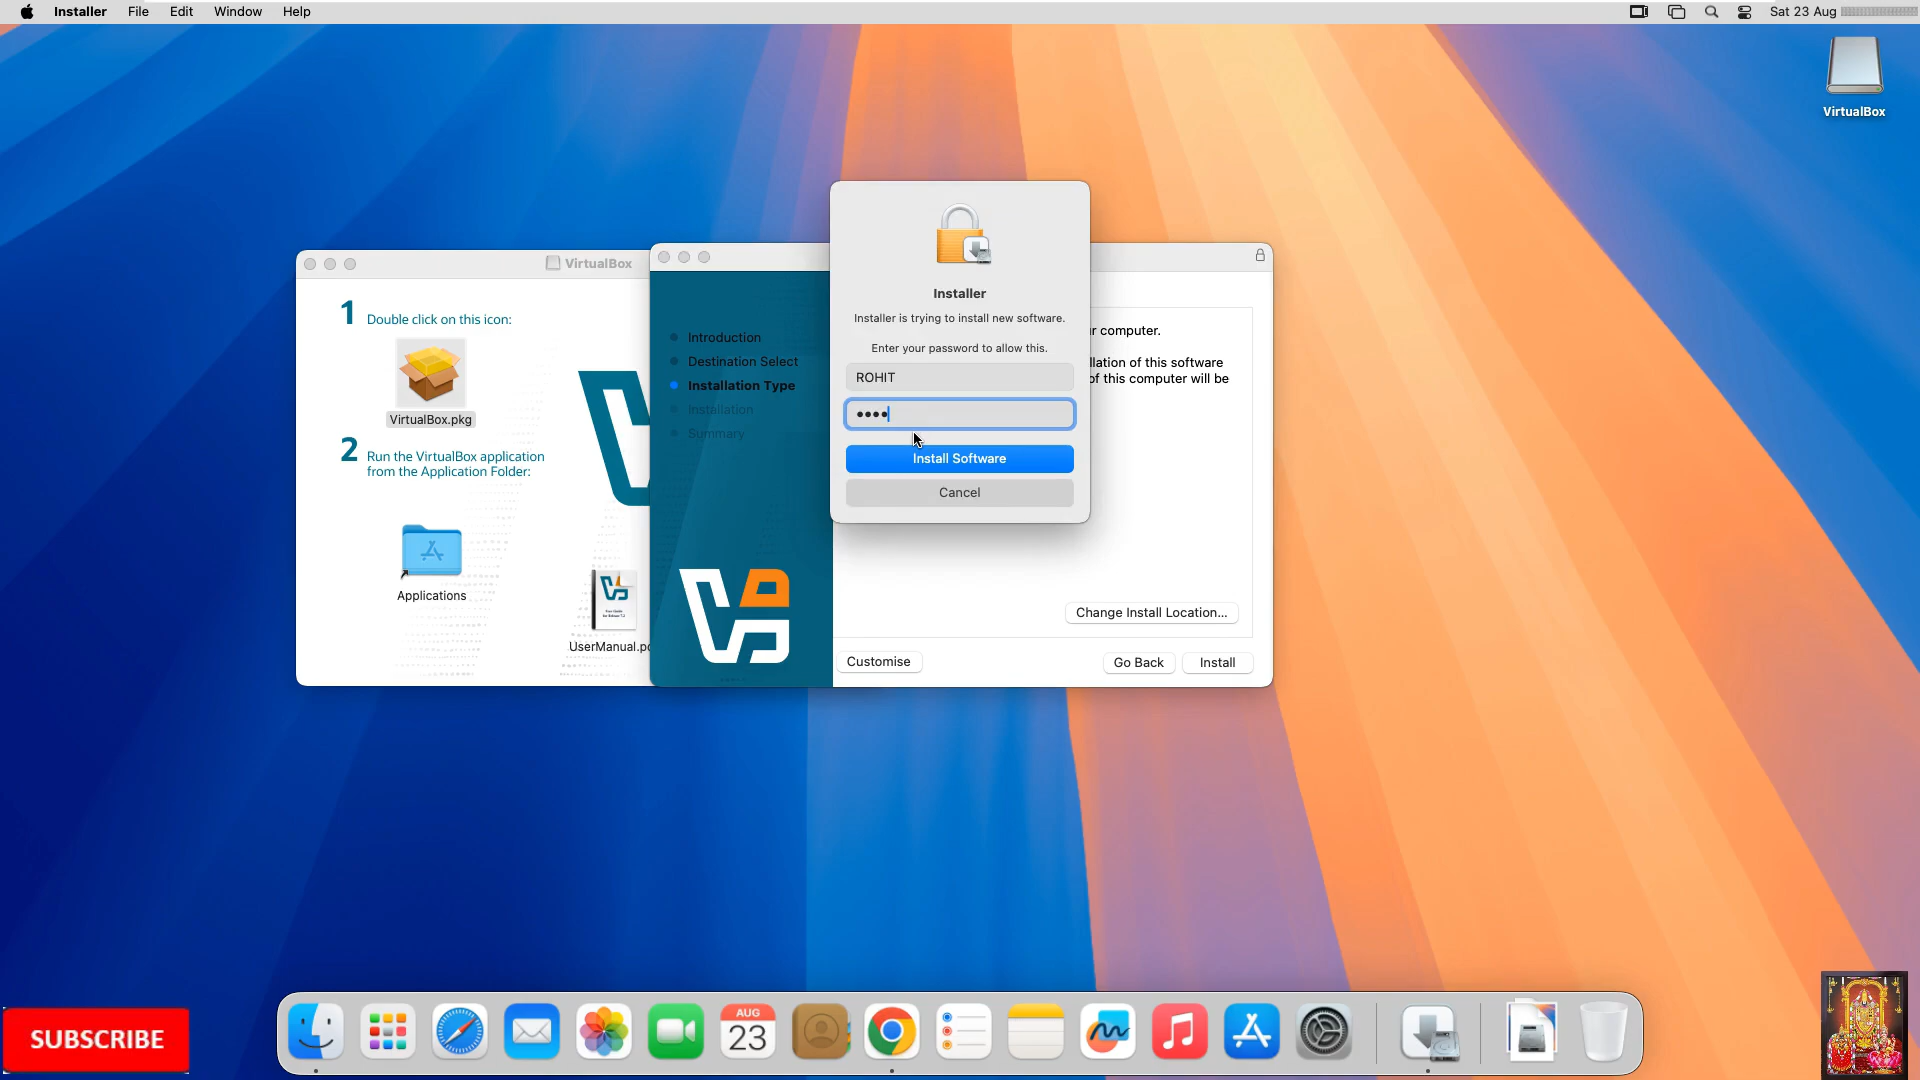 Installer File Edit Window Help Sat 23 Aug
VirtualBox
VirtualBox
1 Double click on this icon:
VirtualBox.pkg
2 Run the VirtualBox application
from the Application Folder:
Applications
UserManual.pd
Introduction
Destination Select
Installation Type
Installation
Summary
Installer
Installer is trying to install new software.
Enter your password to allow this.
ROHIT
••••
Install Software
Cancel
r computer.
llation of this software
of this computer will be
Change Install Location...
Customise Go Back Install
SUBSCRIBE
AUG
23